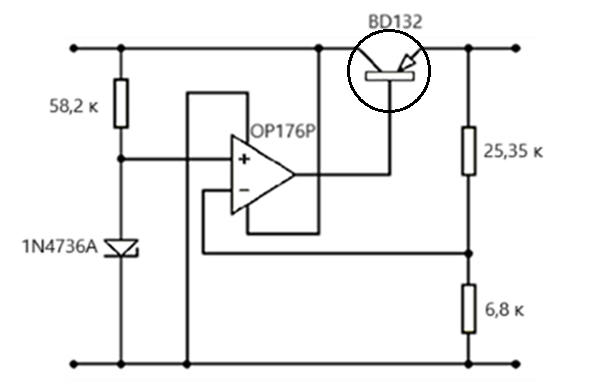 BD132
58,2 к
OP176P
+
25,35 к
−
1N4736A
6,8 к